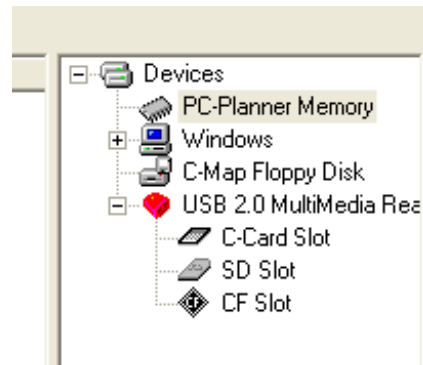 Devices
PC-Planner Memory
Windows
C-Map Floppy Disk
USB 2.0 MultiMedia Rea
C-Card Slot
SD Slot
CF Slot